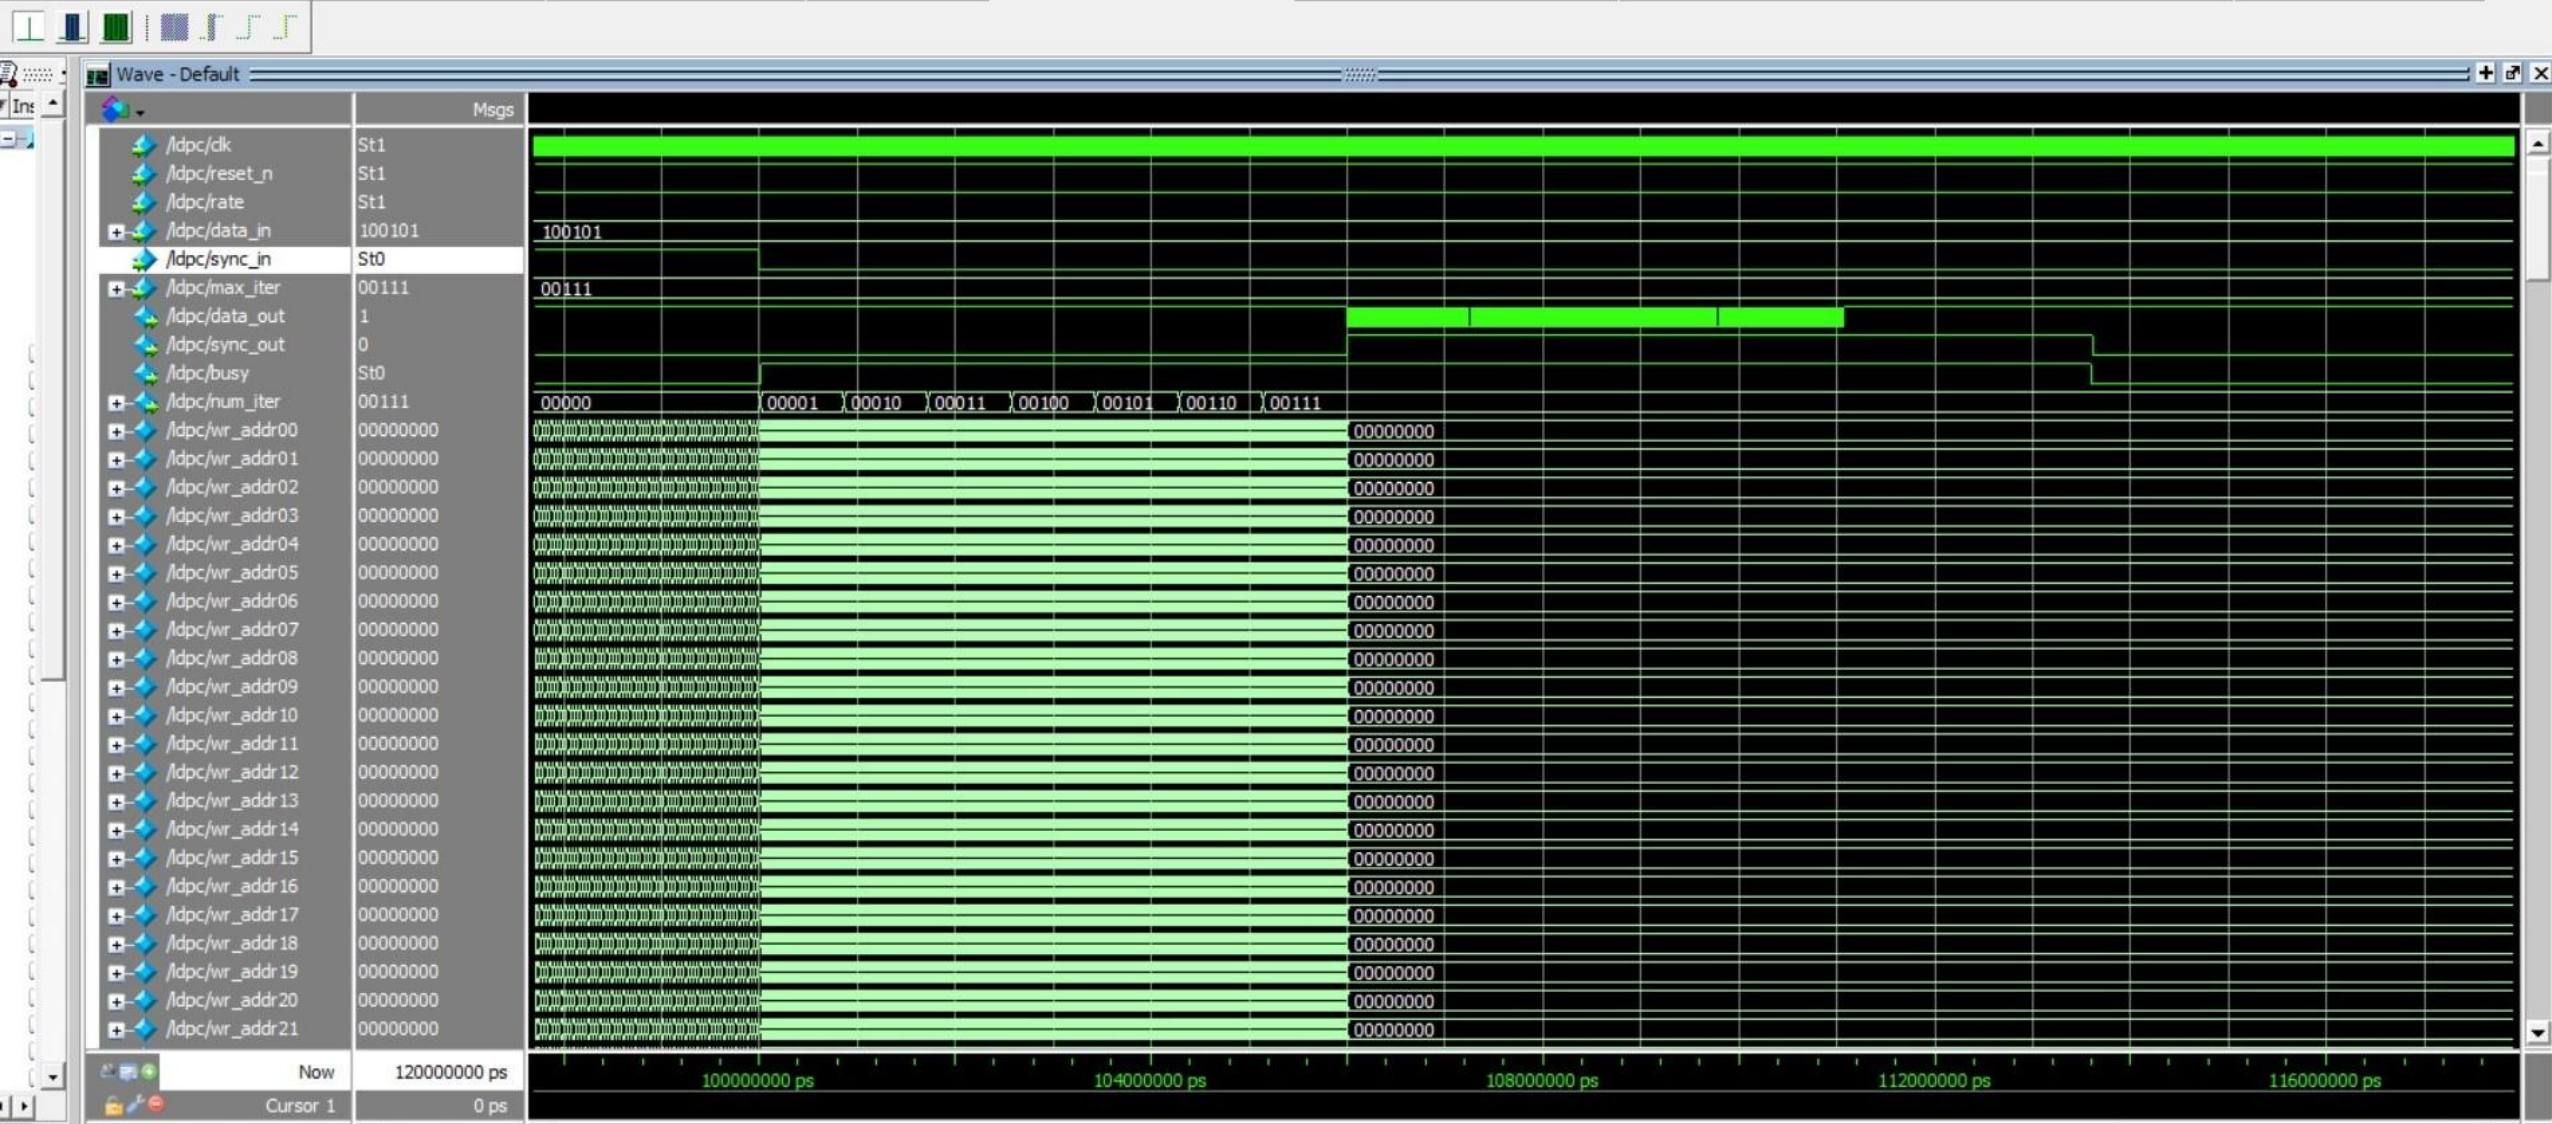 Wave - Default
Ins
Msgs
/ldpc/clk St1
/ldpc/reset_n St1
/ldpc/rate St1
/ldpc/data_in 100101 100101
/ldpc/sync_in St0
/ldpc/max_iter 00111 00111
/ldpc/data_out 1
/ldpc/sync_out 0
/ldpc/busy St0
/ldpc/num_iter 00111 00000 00001 00010 00011 00100 00101 00110 00111
/ldpc/wr_addr00 00000000 00000000
/ldpc/wr_addr01 00000000 00000000
/ldpc/wr_addr02 00000000 00000000
/ldpc/wr_addr03 00000000 00000000
/ldpc/wr_addr04 00000000 00000000
/ldpc/wr_addr05 00000000 00000000
/ldpc/wr_addr06 00000000 00000000
/ldpc/wr_addr07 00000000 00000000
/ldpc/wr_addr08 00000000 00000000
/ldpc/wr_addr09 00000000 00000000
/ldpc/wr_addr10 00000000 00000000
/ldpc/wr_addr11 00000000 00000000
/ldpc/wr_addr12 00000000 00000000
/ldpc/wr_addr13 00000000 00000000
/ldpc/wr_addr14 00000000 00000000
/ldpc/wr_addr15 00000000 00000000
/ldpc/wr_addr16 00000000 00000000
/ldpc/wr_addr17 00000000 00000000
/ldpc/wr_addr18 00000000 00000000
/ldpc/wr_addr19 00000000 00000000
/ldpc/wr_addr20 00000000 00000000
/ldpc/wr_addr21 00000000 00000000
Now 120000000 ps 100000000 ps 104000000 ps 108000000 ps 112000000 ps 116000000 ps
Cursor 1 0 ps